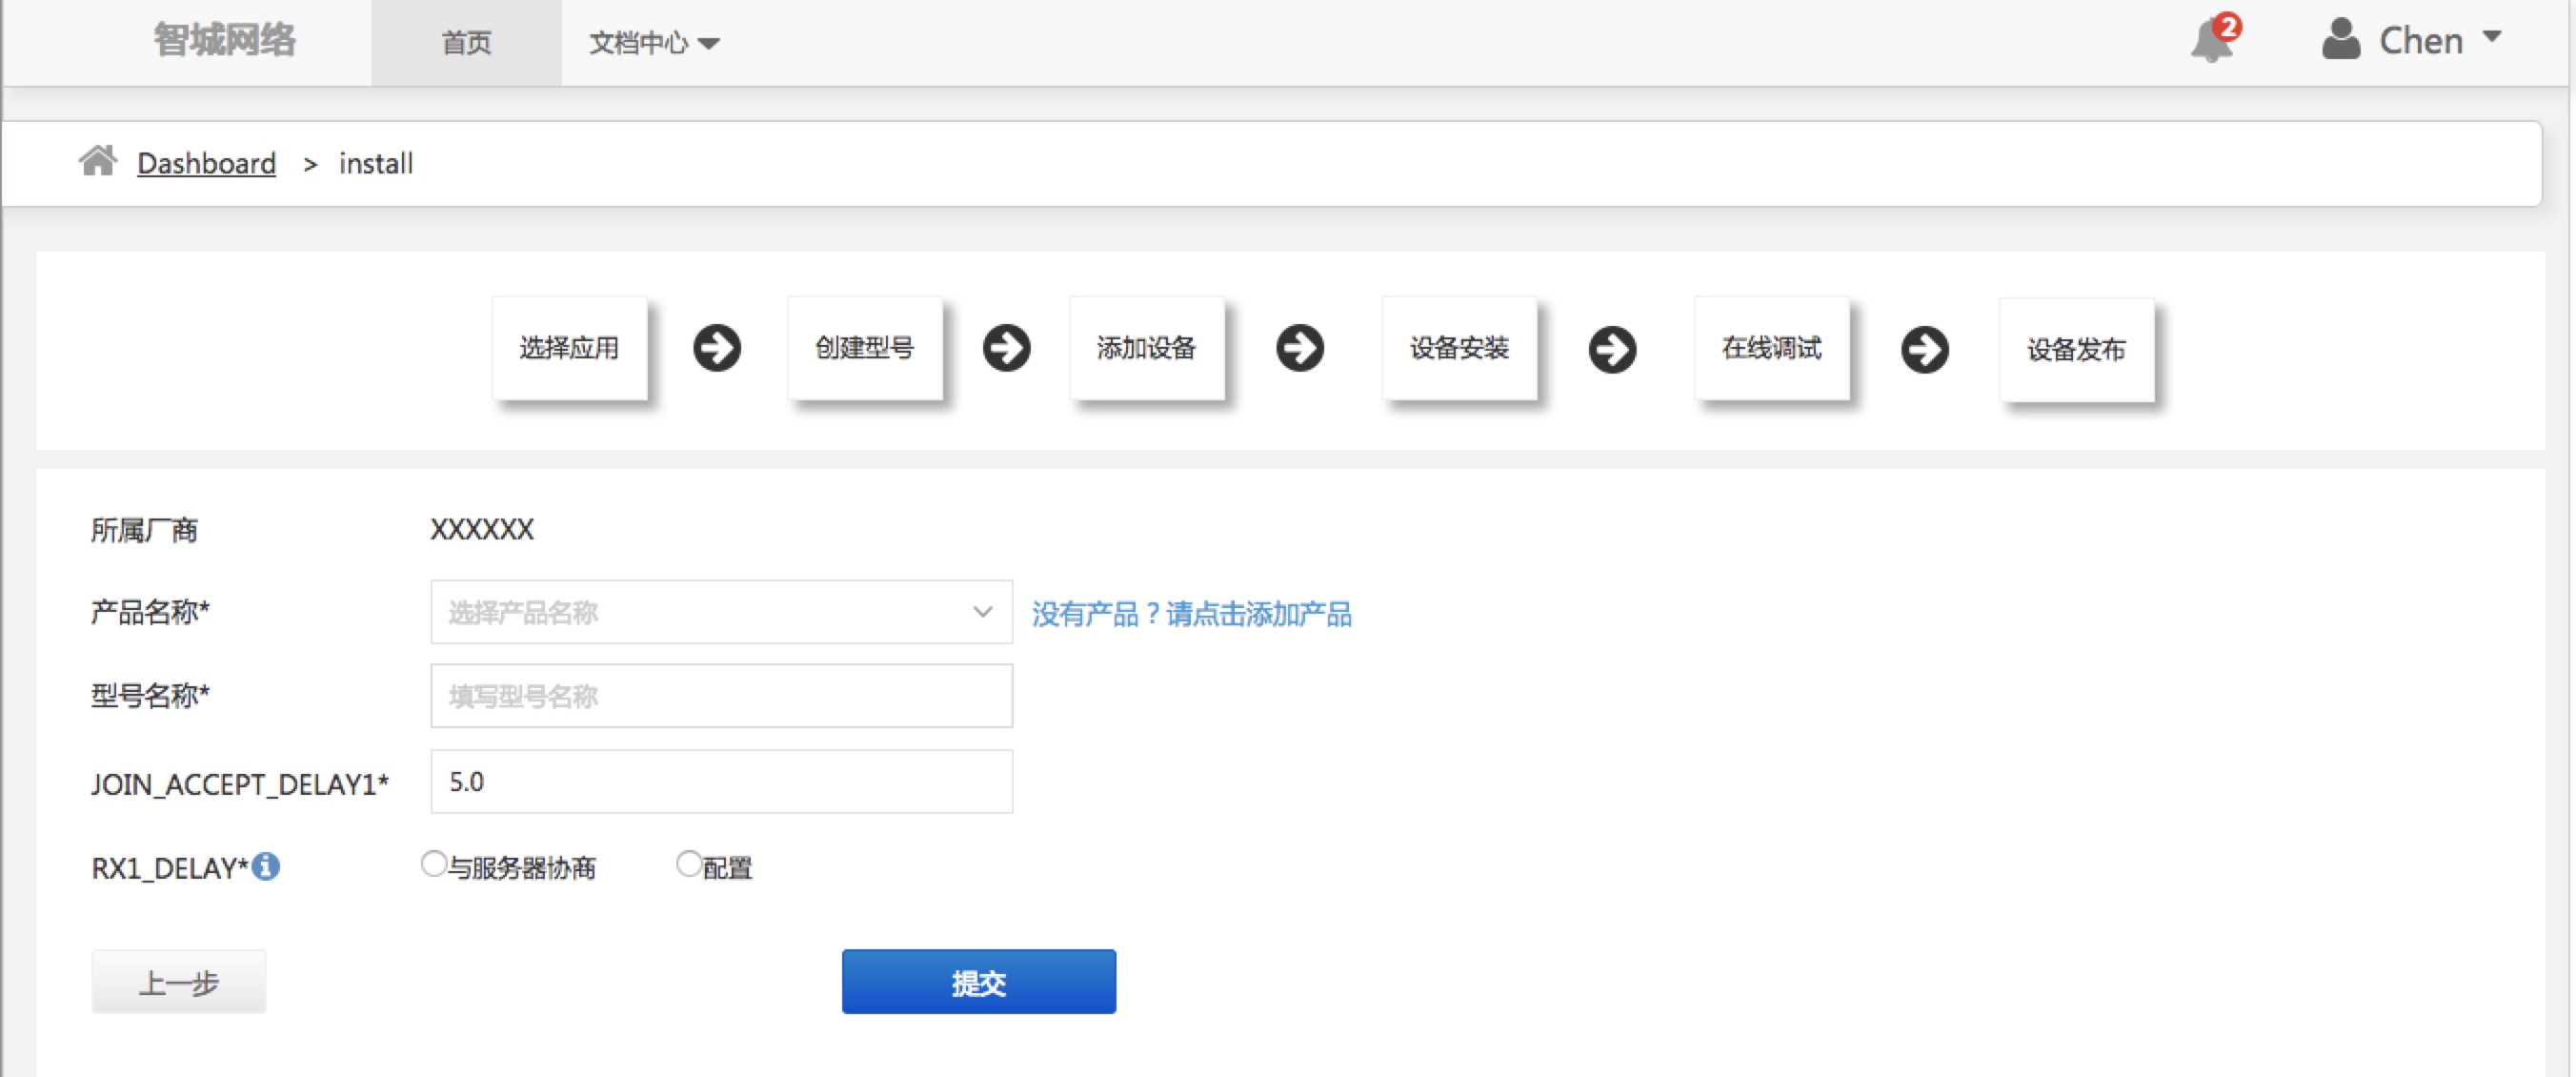 智城网络 首页 文档中心 2 Chen
Dashboard > install
选择应用 创建型号 添加设备 设备安装 在线调试 设备发布
所属厂商 XXXXXX
产品名称* 选择产品名称 没有产品？请点击添加产品
型号名称* 填写型号名称
JOIN_ACCEPT_DELAY1* 5.0
RX1_DELAY* 与服务器协商 配置
上一步 提交